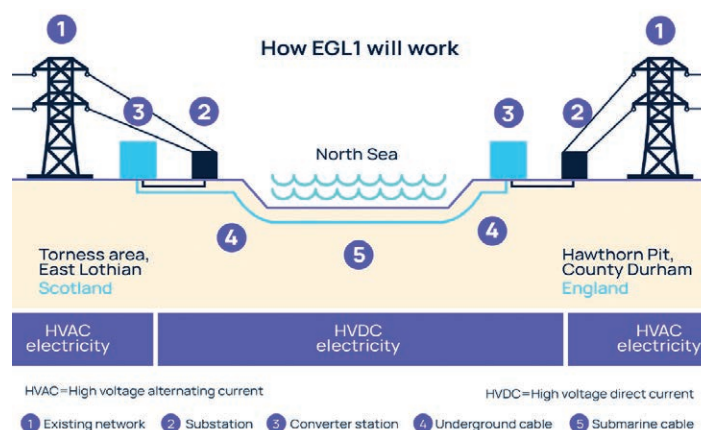 How EGL1 will work
1
1
3
2
3
2
North Sea
4
4
5
Torness area,
East Lothian
Scotland
Hawthorn Pit,
County Durham
England
HVAC
electricity
HVDC
electricity
HVAC
electricity
HVAC=High voltage alternating current
HVDC=High voltage direct current
1 Existing network 2 Substation 3 Converter station 4 Underground cable 5 Submarine cable